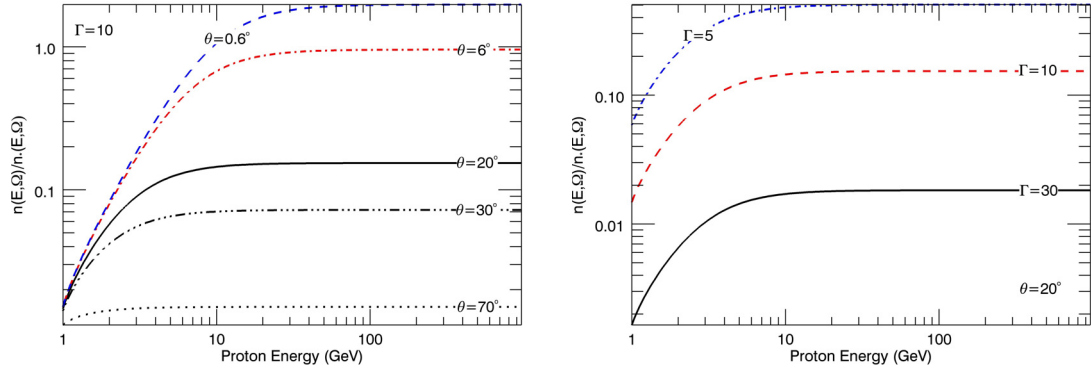 Γ=10
θ=0.6°
θ=6°
θ=20°
θ=30°
θ=70°
1.0
0.1
n(E,Ω)/n.(E,Ω)
1
10
100
Proton Energy (GeV)
Γ=5
Γ=10
Γ=30
θ=20°
0.10
0.01
n(E,Ω)/n.(E,Ω)
1
10
100
Proton Energy (GeV)